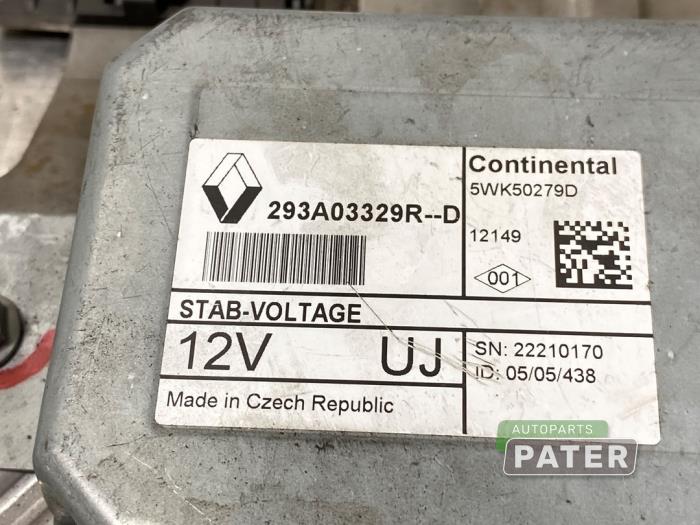 293A03329R--D
Continental
5WK50279D
12149
001
STAB-VOLTAGE
12V UJ
SN: 22210170
ID: 05/05/438
Made in Czech Republic
AUTOPARTS
PATER